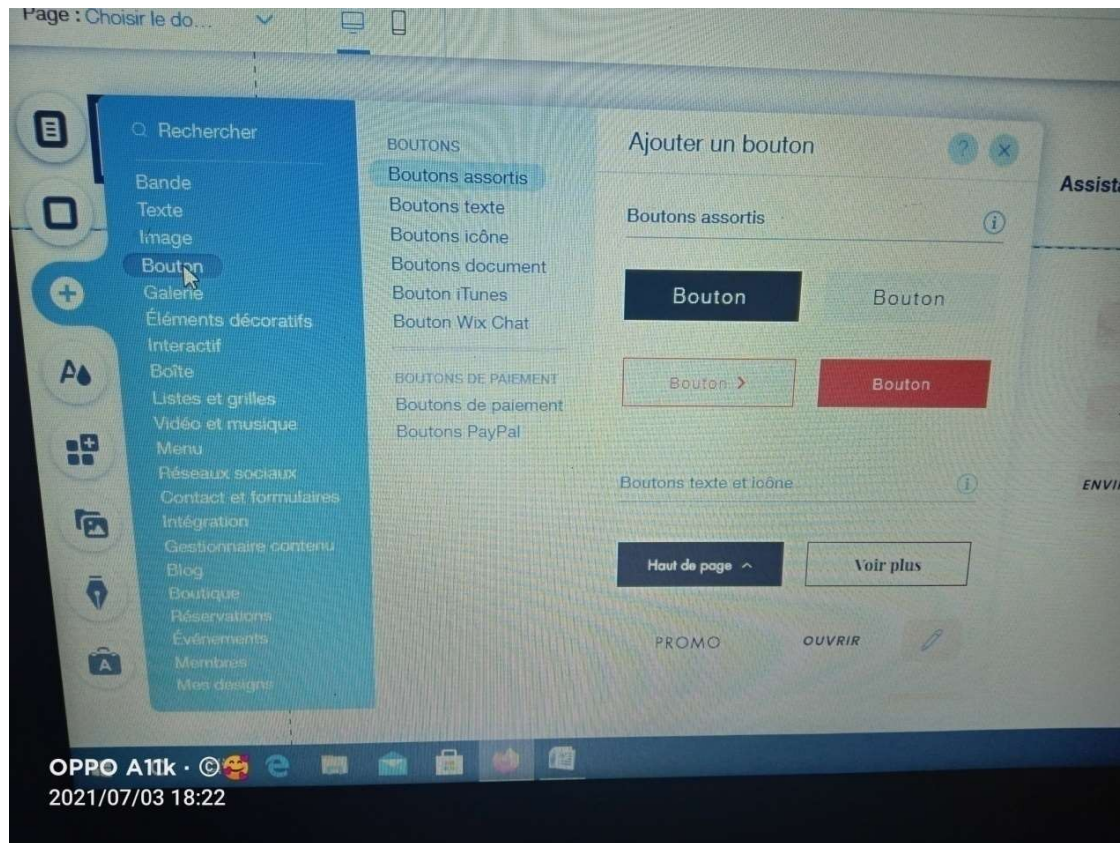 Page : Choisir le do...
Rechercher
Bande
Texte
Image
Bouton
Galerie
Éléments décoratifs
Interactif
Boîte
Listes et grilles
Vidéo et musique
Menu
Réseaux sociaux
Contact et formulaires
Intégration
Gestionnaire contenu
Blog
Boutique
Réservations
Événements
Membres
Mes designs
BOUTONS
Boutons assortis
Boutons texte
Boutons icône
Boutons document
Bouton iTunes
Bouton Wix Chat
BOUTONS DE PAIEMENT
Boutons de paiement
Boutons PayPal
Ajouter un bouton
Boutons assortis
Bouton Bouton
Bouton > Bouton
Boutons texte et icône
Haut de page Voir plus
PROMO OUVRIR
Assista
ENVI
OPPO A11k · ©🥰
2021/07/03 18:22